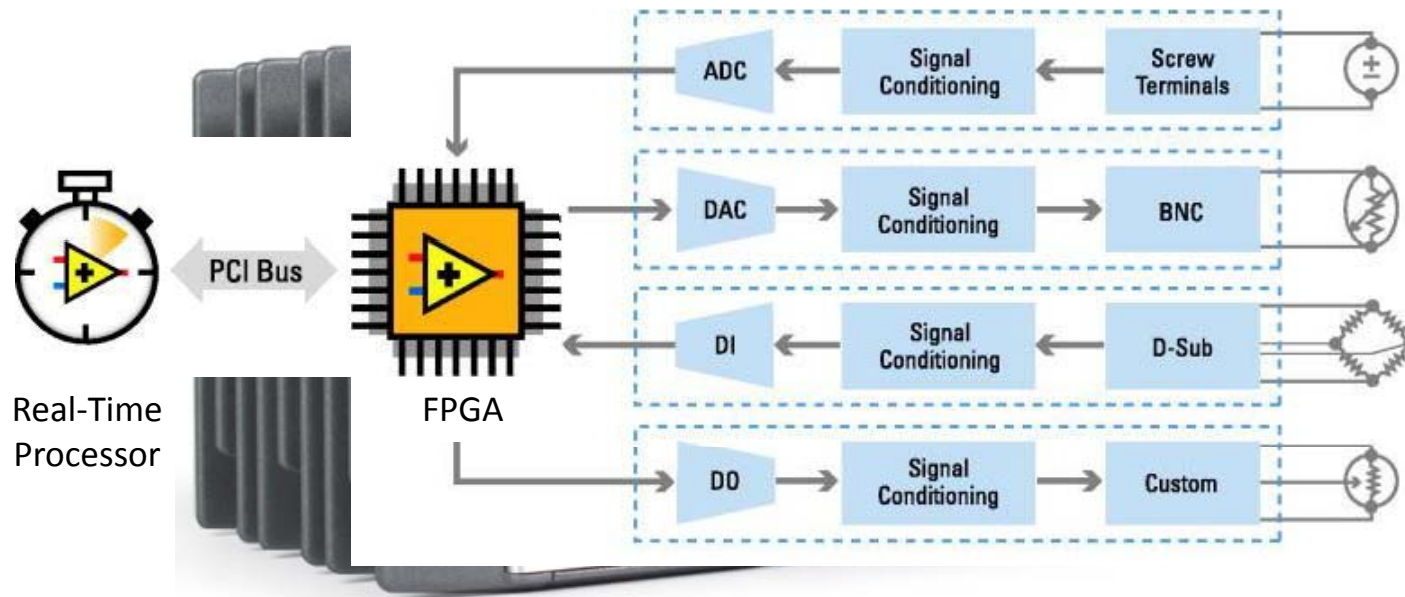 ADC
Signal
Conditioning
Screw
Terminals
DAC
Signal
Conditioning
BNC
PCI Bus
DI
Signal
Conditioning
D-Sub
Real-Time
Processor
FPGA
DO
Signal
Conditioning
Custom